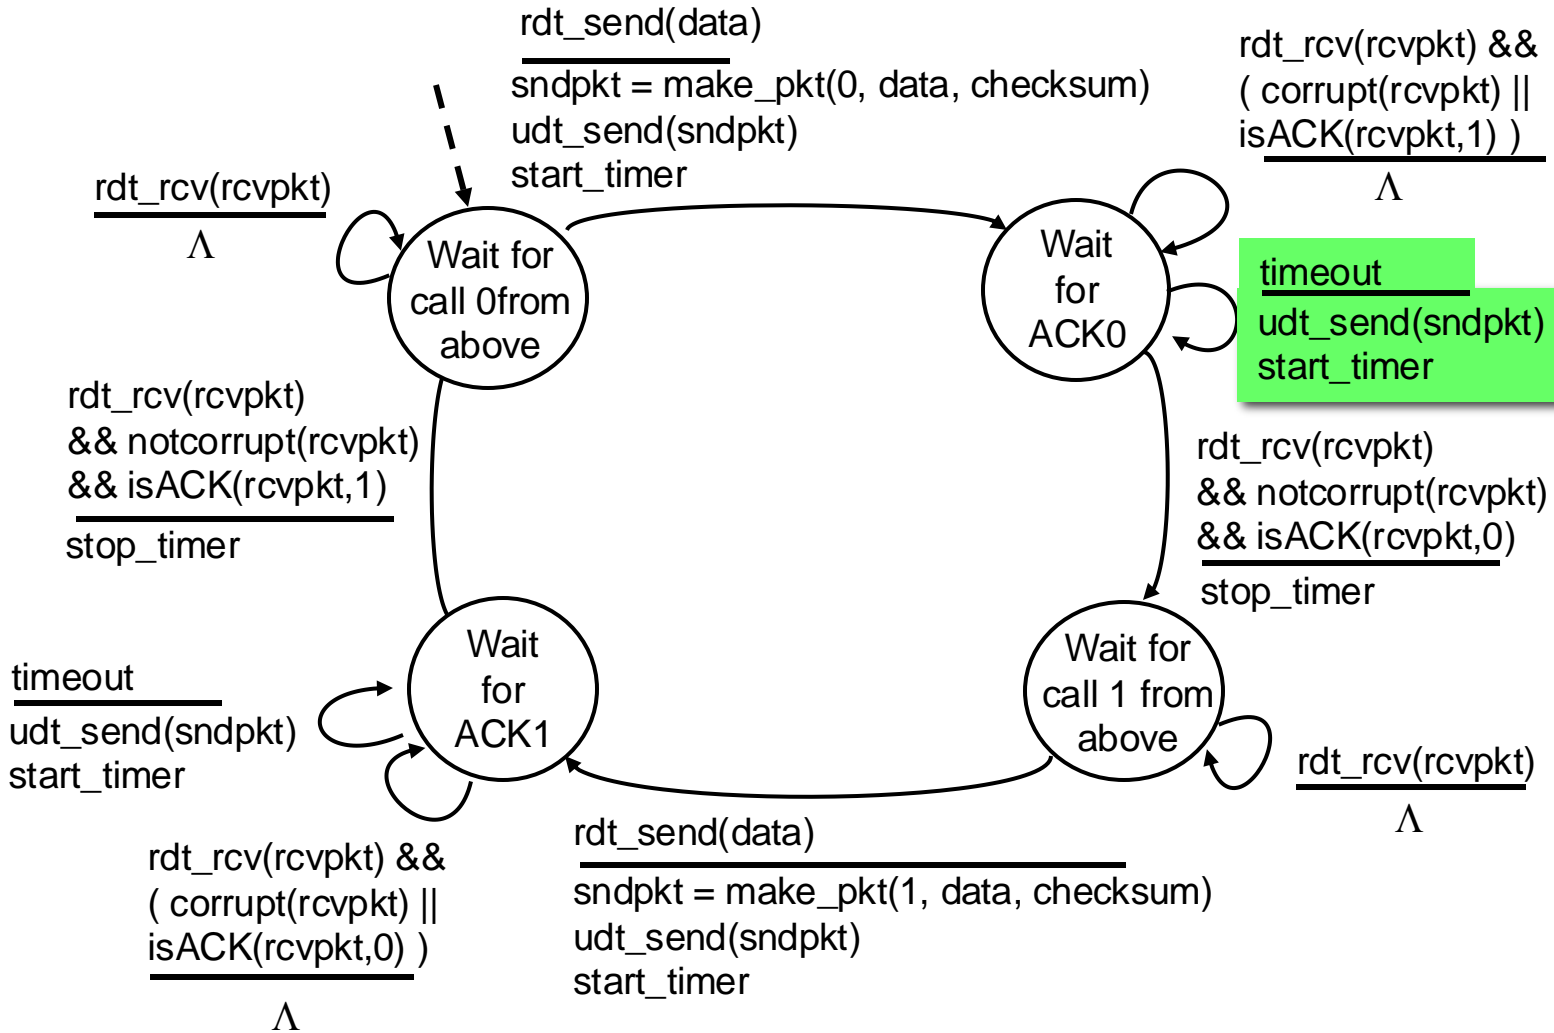 rdt_send(data)
sndpkt = make_pkt(0, data, checksum)
udt_send(sndpkt)
start_timer
rdt_rcv(rcvpkt) &&
( corrupt(rcvpkt) ||
isACK(rcvpkt,1) )
Λ
rdt_rcv(rcvpkt)
Λ
Wait for
call 0from
above
Wait
for
ACK0
timeout
udt_send(sndpkt)
start_timer
rdt_rcv(rcvpkt)
&& notcorrupt(rcvpkt)
&& isACK(rcvpkt,1)
stop_timer
rdt_rcv(rcvpkt)
&& notcorrupt(rcvpkt)
&& isACK(rcvpkt,0)
stop_timer
Wait
for
ACK1
Wait for
call 1 from
above
timeout
udt_send(sndpkt)
start_timer
rdt_rcv(rcvpkt)
Λ
rdt_rcv(rcvpkt) &&
( corrupt(rcvpkt) ||
isACK(rcvpkt,0) )
Λ
rdt_send(data)
sndpkt = make_pkt(1, data, checksum)
udt_send(sndpkt)
start_timer